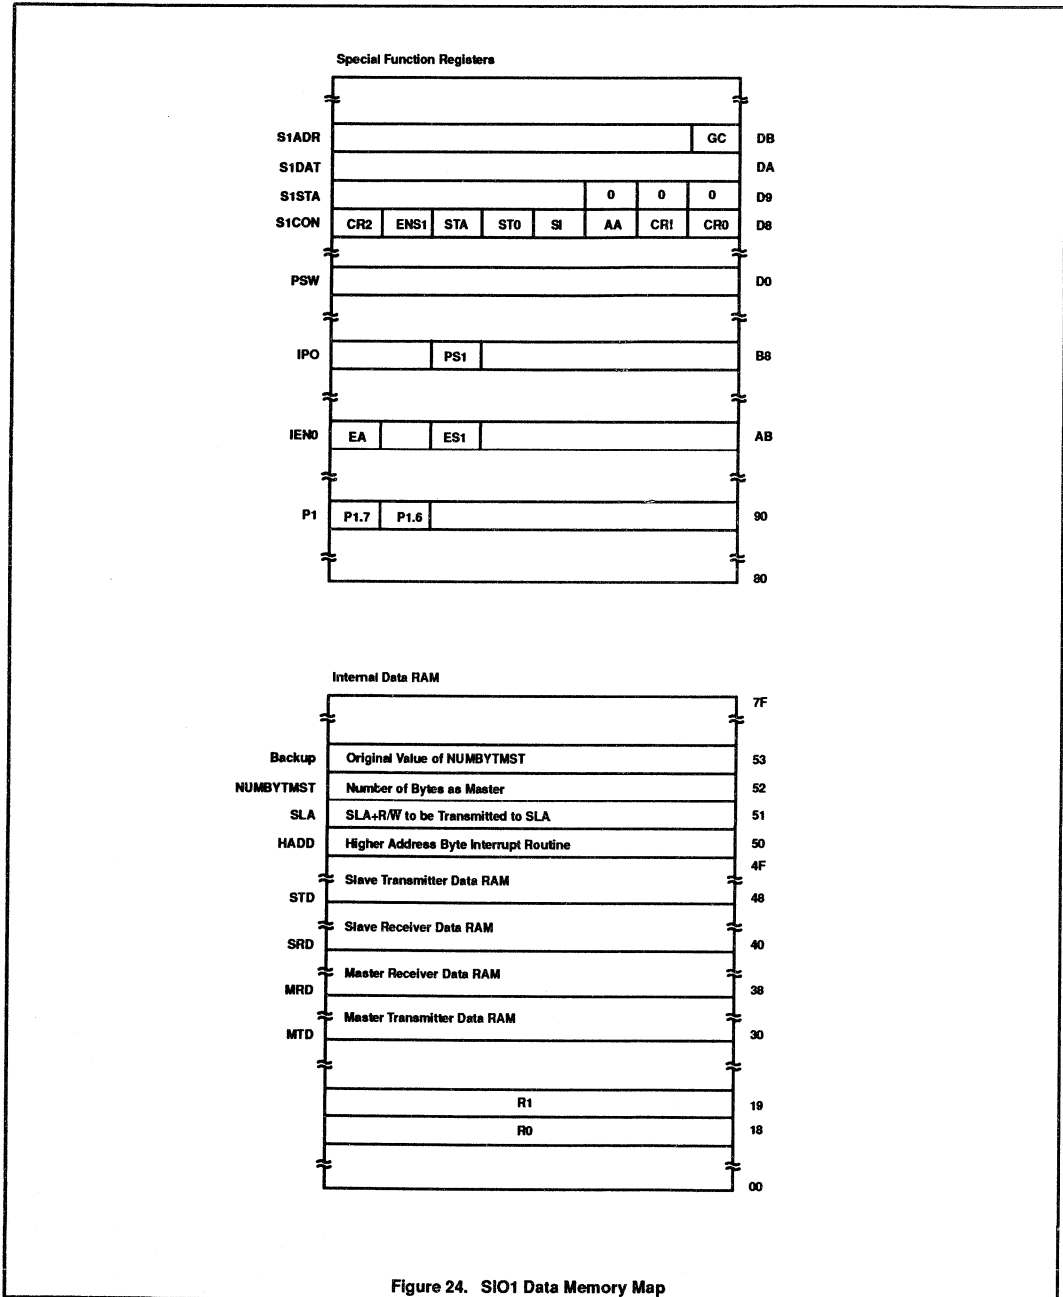 Special Function Registers
S1ADR GC DB
S1DAT DA
S1STA 0 0 0 D9
S1CON CR2 ENS1 STA ST0 SI AA CR! CR0 D8
PSW D0
IPO PS1 B8
IEN0 EA ES1 AB
P1 P1.7 P1.6 90
80
Internal Data RAM
7F
Backup Original Value of NUMBYTMST 53
NUMBYTMST Number of Bytes as Master 52
SLA SLA+R/W̅ to be Transmitted to SLA 51
HADD Higher Address Byte Interrupt Routine 50
4F
Slave Transmitter Data RAM
STD 48
Slave Receiver Data RAM
SRD 40
Master Receiver Data RAM
MRD 38
Master Transmitter Data RAM
MTD 30
R1 19
R0 18
00
Figure 24. SIO1 Data Memory Map